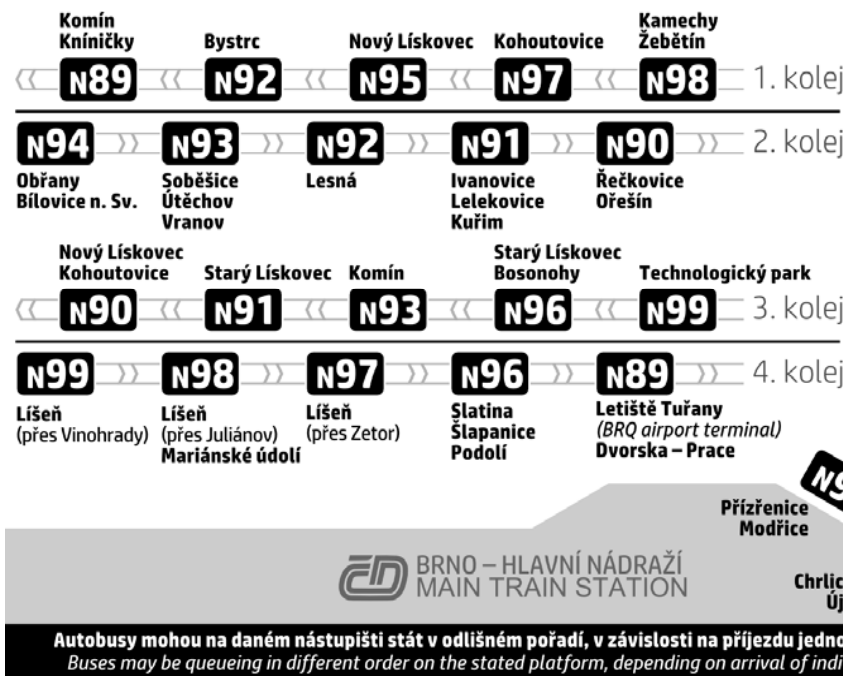 Komín
Kníničky
Bystrc
Nový Lískovec
Kohoutovice
Kamechy
Žebětín
N89 N92 N95 N97 N98 1. kolej
N94 N93 N92 N91 N90 2. kolej
Obřany
Bílovice n. Sv.
Soběšice
Útěchov
Vranov
Lesná
Ivanovice
Lelekovice
Kuřim
Řečkovice
Ořešín
Nový Lískovec
Kohoutovice
Starý Lískovec
Komín
Starý Lískovec
Bosonohy
Technologický park
N90 N91 N93 N96 N99 3. kolej
N99 N98 N97 N96 N89 4. kolej
Líšeň
(přes Vinohrady)
Líšeň
(přes Juliánov)
Mariánské údolí
Líšeň
(přes Zetor)
Slatina
Šlapanice
Podolí
Letiště Tuřany
(BRQ airport terminal)
Dvorska – Prace
Přízřenice
Modřice
ČD
BRNO – HLAVNÍ NÁDRAŽÍ
MAIN TRAIN STATION
Autobusy mohou na daném nástupišti stát v odlišném pořadí, v závislosti na příjezdu
Buses may be queueing in different order on the stated platform, depending on arrival of